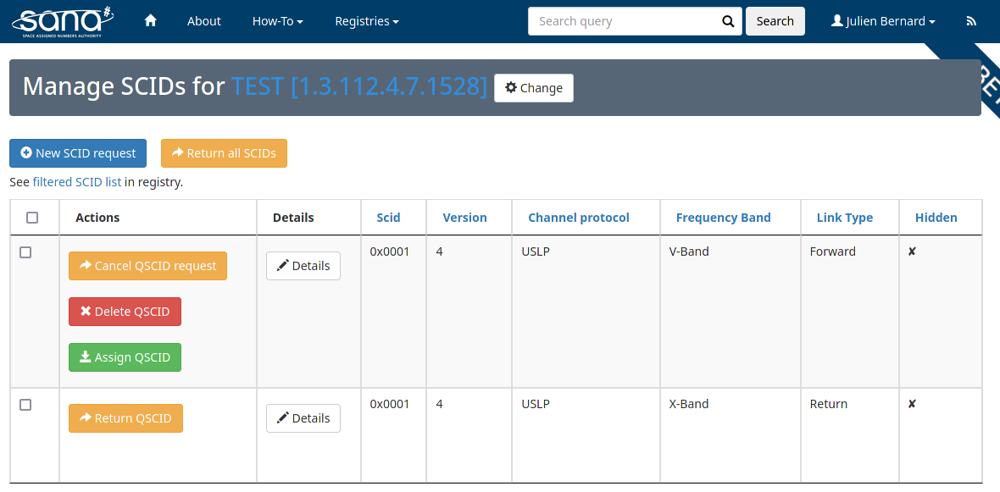 sana#
SPACE ASSIGNED NUMBERS AUTHORITY
About
How-To
Registries
Search query
Search
Julien Bernard
Manage SCIDs for TEST [1.3.112.4.7.1528]
Change
New SCID request
Return all SCIDs
See filtered SCID list in registry.
Actions Details Scid Version Channel protocol Frequency Band Link Type Hidden
Cancel QSCID request Details 0x0001 4 USLP V-Band Forward ✘
Delete QSCID
Assign QSCID
Return QSCID Details 0x0001 4 USLP X-Band Return ✘